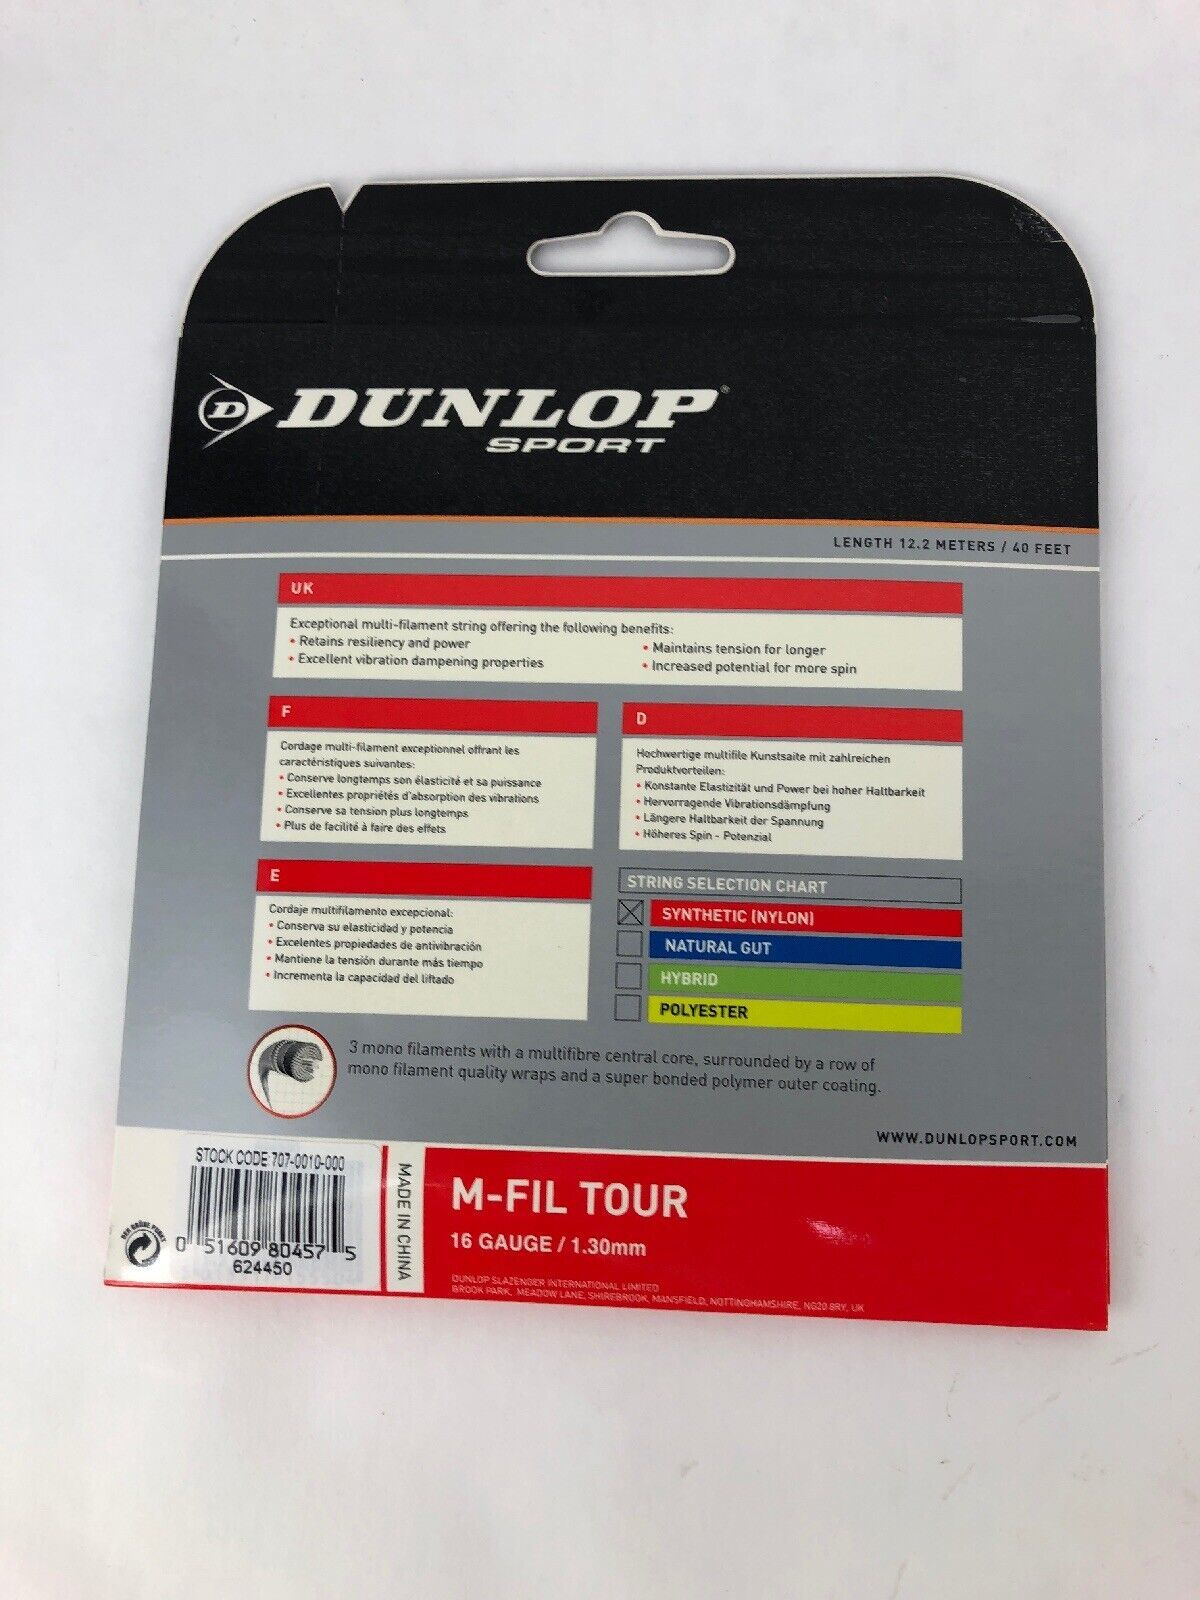 D DUNLOP®
SPORT
LENGTH 12.2 METERS / 40 FEET
UK
Exceptional multi-filament string offering the following benefits:
• Retains resiliency and power
• Excellent vibration dampening properties
• Maintains tension for longer
• Increased potential for more spin
F
Cordage multi-filament exceptionnel offrant les
caractéristiques suivantes:
• Conserve longtemps son élasticité et sa puissance
• Excellentes propriétés d'absorption des vibrations
• Conserve sa tension plus longtemps
• Plus de facilité à faire des effets
D
Hochwertige multifile Kunstsaite mit zahlreichen
Produktvorteilen:
• Konstante Elastizität und Power bei hoher Haltbarkeit
• Hervorragende Vibrationsdämpfung
• Längere Haltbarkeit der Spannung
• Höheres Spin - Potenzial
E
Cordaje multifilamento excepcional:
• Conserva su elasticidad y potencia
• Excelentes propiedades de antivibración
• Mantiene la tensión durante más tiempo
• Incrementa la capacidad del liftado
STRING SELECTION CHART
SYNTHETIC (NYLON)
NATURAL GUT
HYBRID
POLYESTER
3 mono filaments with a multifibre central core, surrounded by a row of
mono filament quality wraps and a super bonded polymer outer coating.
WWW.DUNLOPSPORT.COM
STOCK CODE 707-0010-000
DER GRÜNE PUNKT
0 51609 80457 5
624450
MADE IN CHINA
M-FIL TOUR
16 GAUGE / 1.30mm
DUNLOP SLAZENGER INTERNATIONAL LIMITED
BROOK PARK, MEADOW LANE, SHIREBROOK, MANSFIELD, NOTTINGHAMSHIRE, NG20 8RY, UK